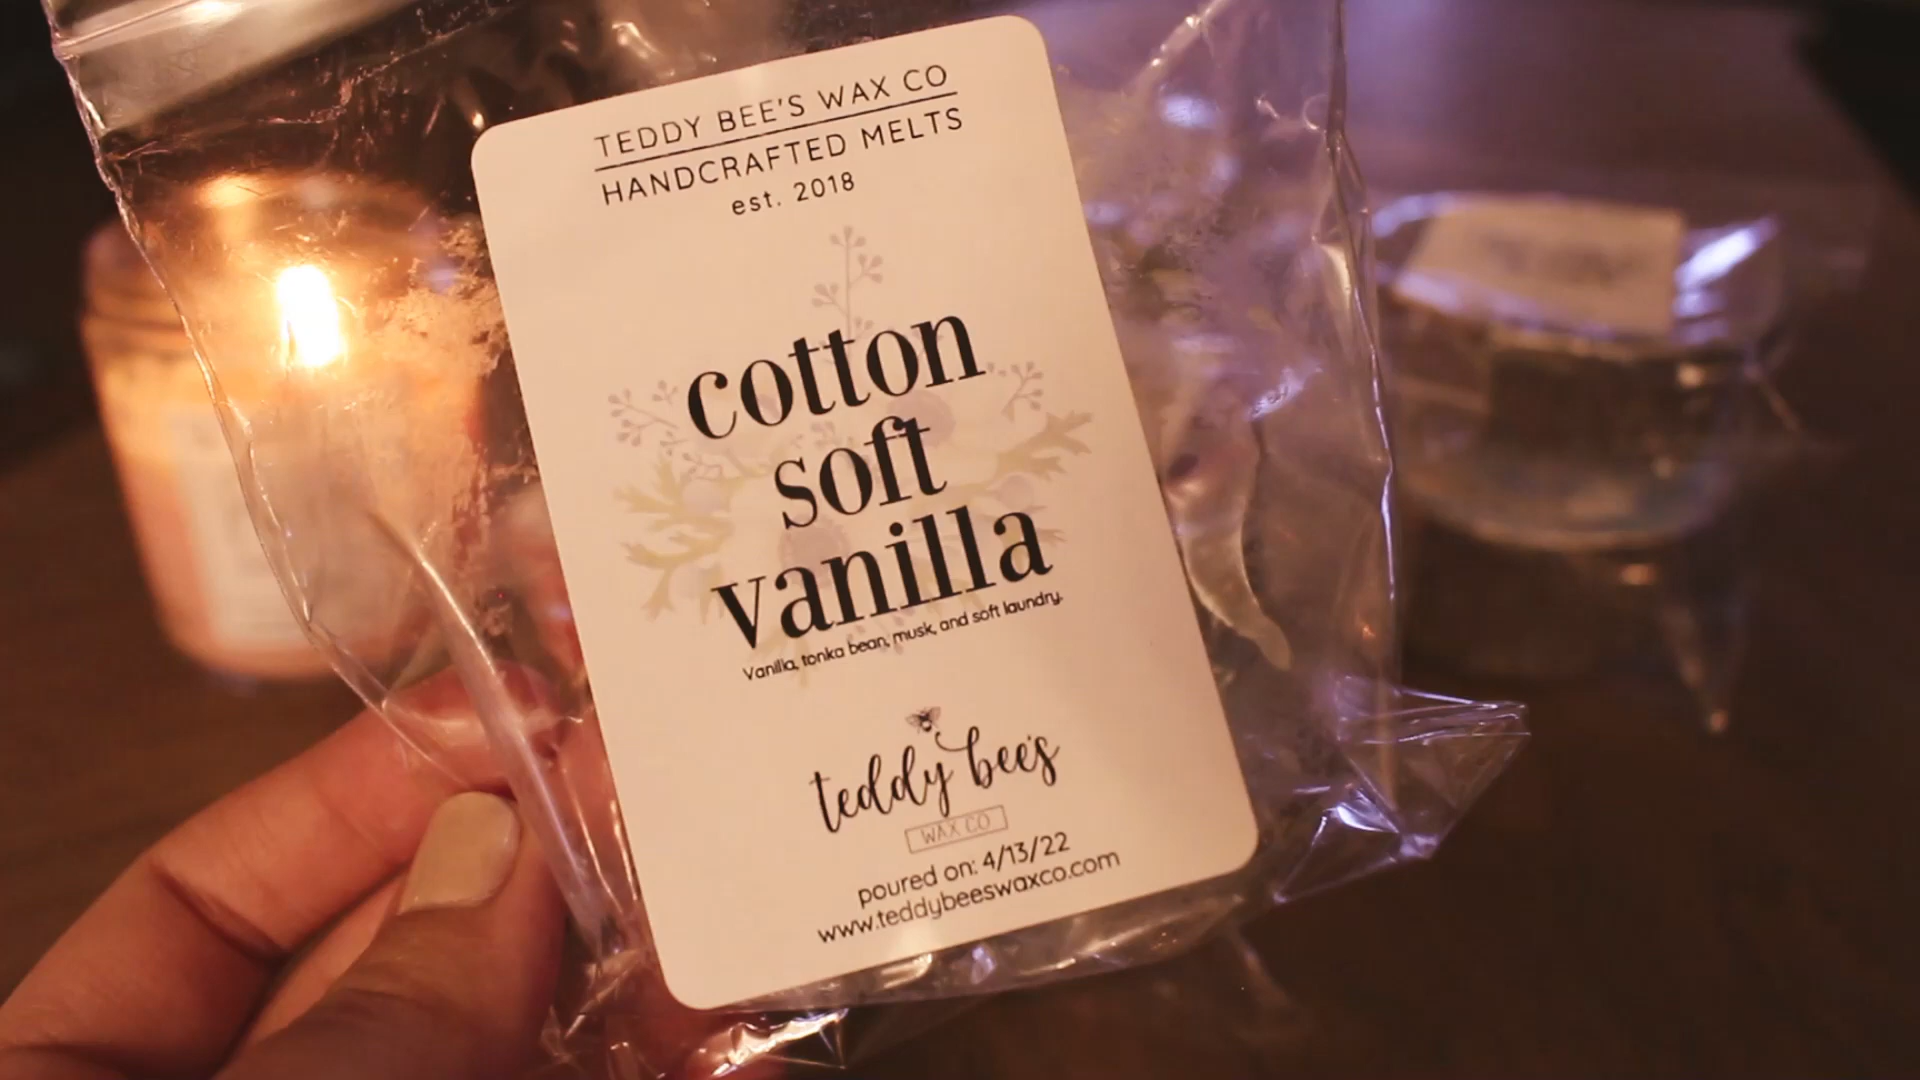 TEDDY BEE'S WAX CO
HANDCRAFTED MELTS
est. 2018
cotton
soft
vanilla
Vanilla, tonka bean, musk, and soft laundry.
teddy bee's
WAX CO
poured on: 4/13/22
www.teddybeeswaxco.com